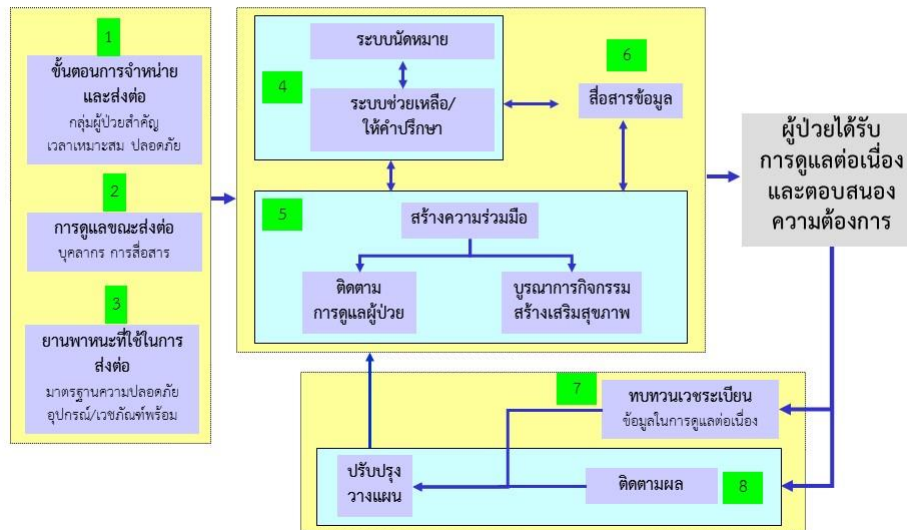 1
ขั้นตอนการจำหน่าย
และส่งต่อ
กลุ่มผู้ป่วยสำคัญ
เวลาเหมาะสม ปลอดภัย
2
การดูแลขณะส่งต่อ
บุคลากร การสื่อสาร
3
ยานพาหนะที่ใช้ในการ
ส่งต่อ
มาตรฐานความปลอดภัย
อุปกรณ์/เวชภัณฑ์พร้อม
4
ระบบนัดหมาย
ระบบช่วยเหลือ/
ให้คำปรึกษา
6
สื่อสารข้อมูล
5
สร้างความร่วมมือ
ติดตาม
การดูแลผู้ป่วย
บูรณาการกิจกรรม
สร้างเสริมสุขภาพ
ผู้ป่วยได้รับ
การดูแลต่อเนื่อง
และตอบสนอง
ความต้องการ
7
ทบทวนเวชระเบียน
ข้อมูลในการดูแลต่อเนื่อง
ปรับปรุง
วางแผน
ติดตามผล
8